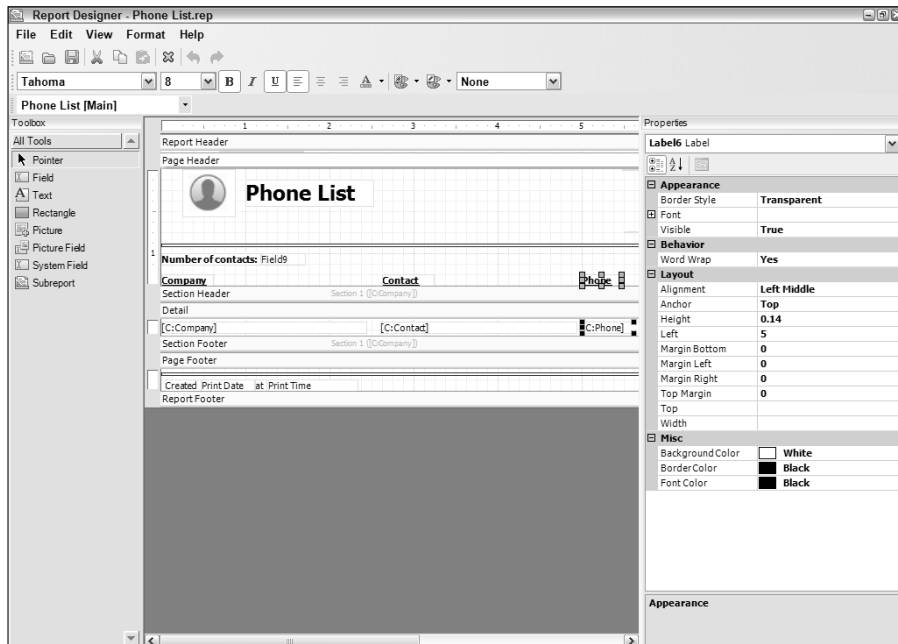 Report Designer - Phone List.rep
File Edit View Format Help
Tahoma 8 B I U A None
Phone List [Main]
Toolbox
All Tools
Pointer
Field
Text
Rectangle
Picture
Picture Field
System Field
Subreport
1 2 3 4 5
Report Header
Page Header
Phone List
1
Number of contacts: Field9
Company Contact Phone
Section Header Section 1 ([C:Company])
Detail
[C:Company] [C:Contact] C:Phone]
Section Footer Section 1 ([C:Company])
Page Footer
Created Print Date at Print Time
Report Footer
Properties
Label6 Label
Appearance
Border Style Transparent
Font
Visible True
Behavior
Word Wrap Yes
Layout
Alignment Left Middle
Anchor Top
Height 0.14
Left 5
Margin Bottom 0
Margin Left 0
Margin Right 0
Top Margin 0
Top
Width
Misc
Background Color White
Border Color Black
Font Color Black
Appearance